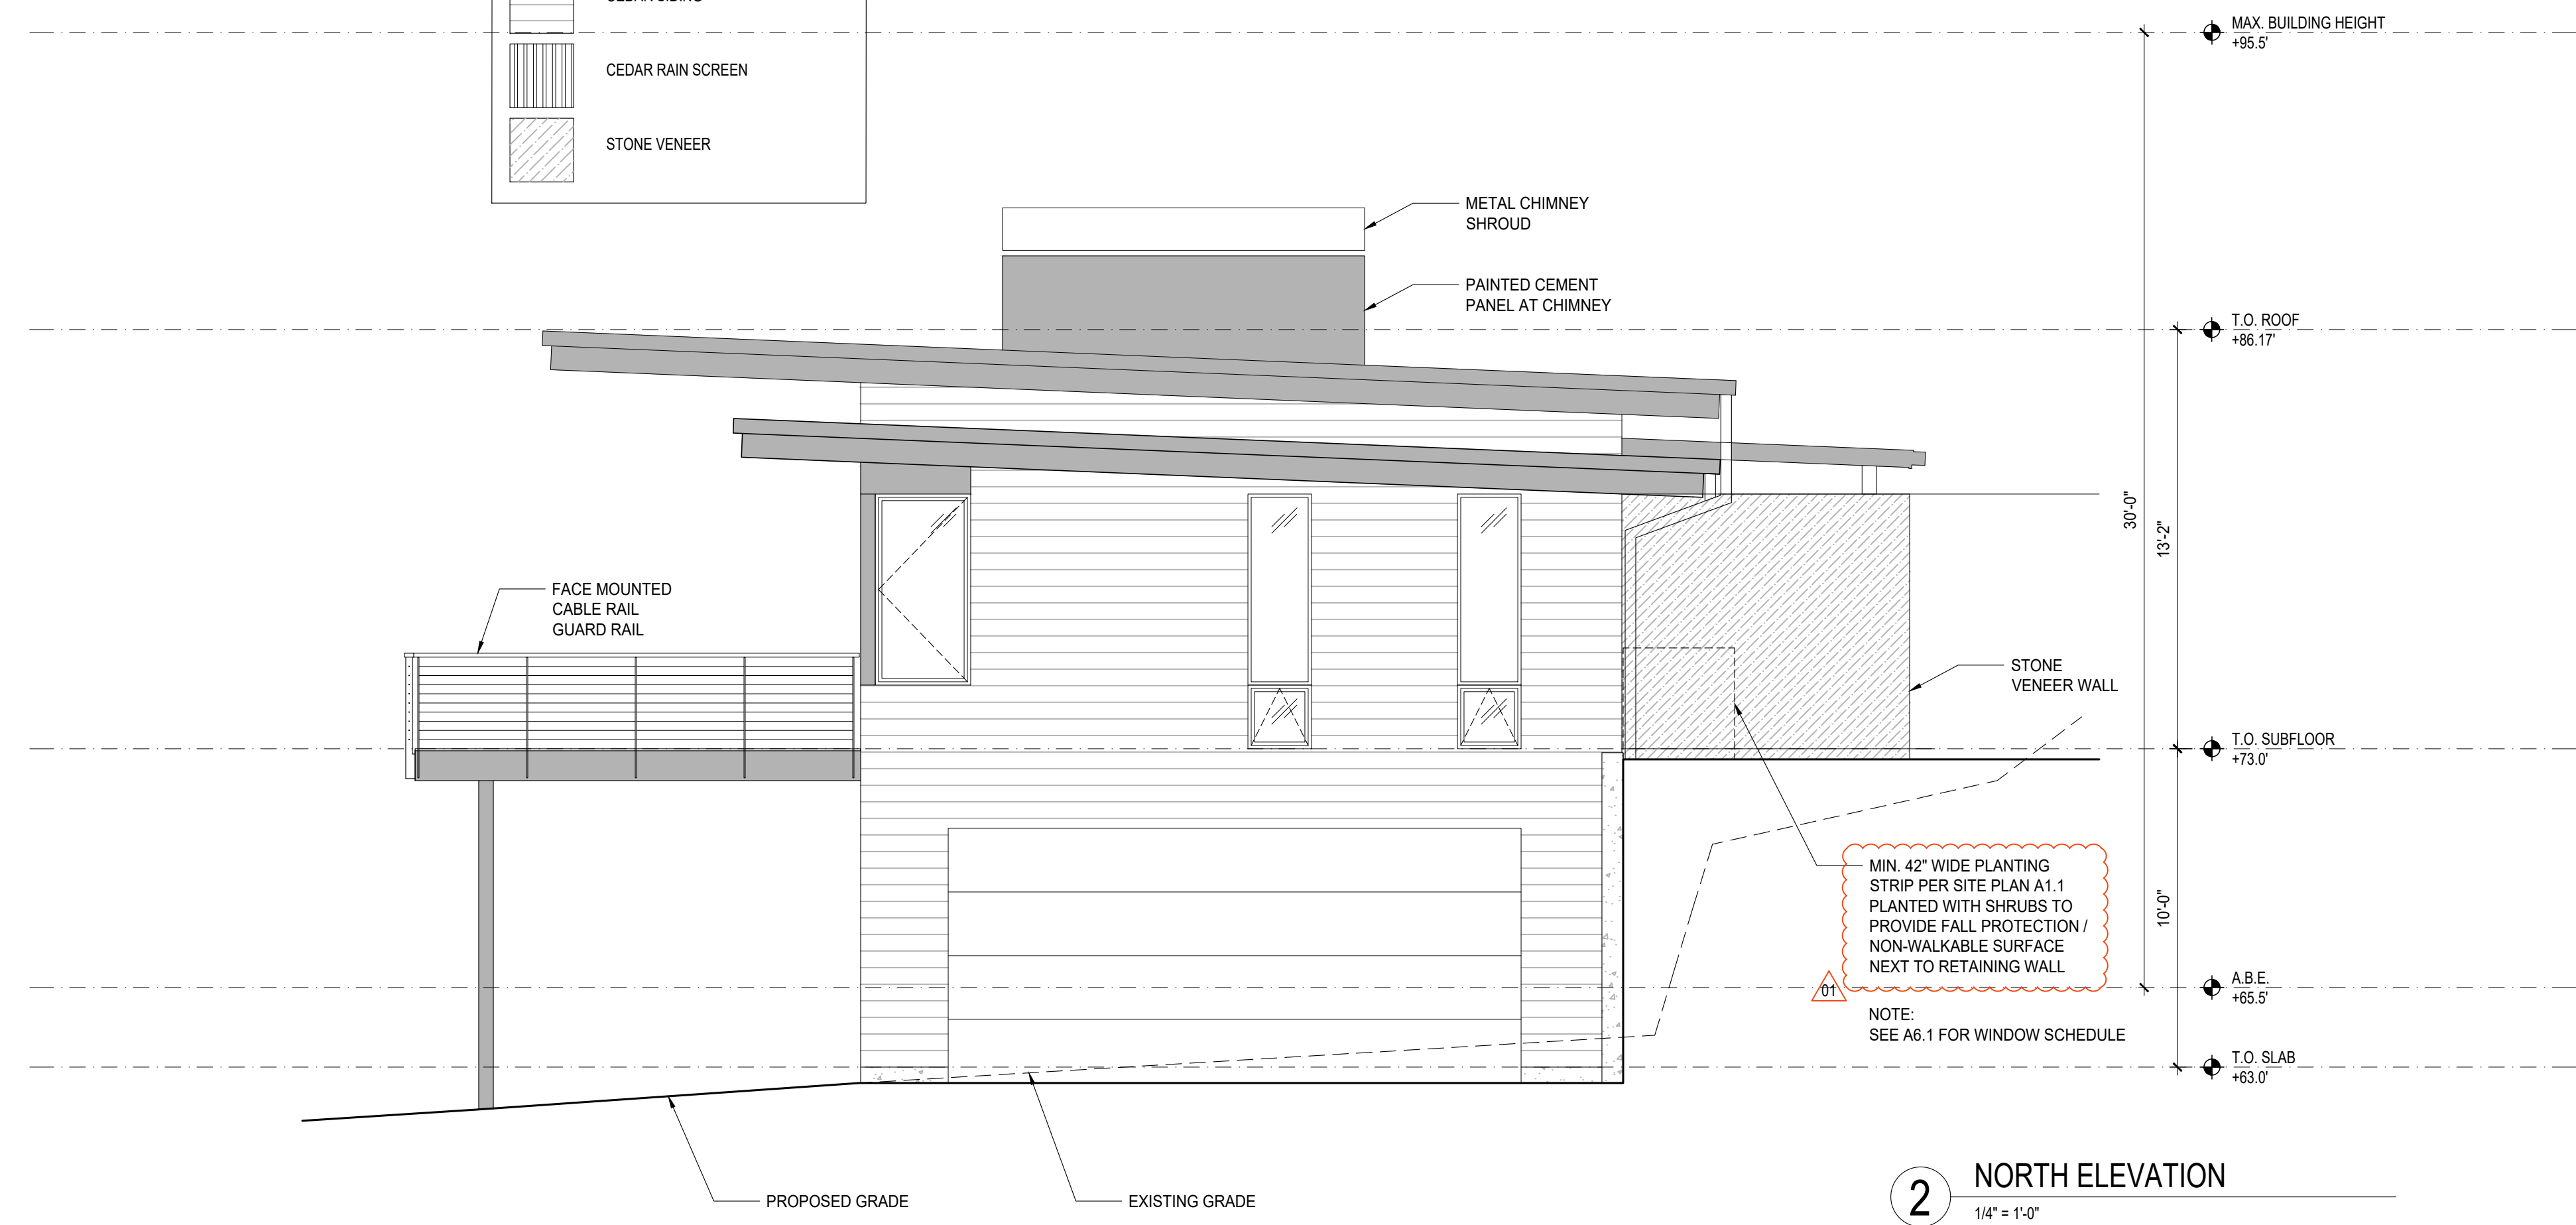 CEDAR RAIN SCREEN
STONE VENEER
MAX. BUILDING HEIGHT
+95.5'
METAL CHIMNEY
SHROUD
PAINTED CEMENT
PANEL AT CHIMNEY
T.O. ROOF
+86.17'
30'-0"
13'-2"
FACE MOUNTED
CABLE RAIL
GUARD RAIL
STONE
VENEER WALL
T.O. SUBFLOOR
+73.0'
MIN. 42" WIDE PLANTING
STRIP PER SITE PLAN A1.1
PLANTED WITH SHRUBS TO
PROVIDE FALL PROTECTION /
NON-WALKABLE SURFACE
NEXT TO RETAINING WALL
01
10'-0"
A.B.E.
+65.5'
NOTE:
SEE A6.1 FOR WINDOW SCHEDULE
T.O. SLAB
+63.0'
PROPOSED GRADE
EXISTING GRADE
2
NORTH ELEVATION
1/4" = 1'-0"